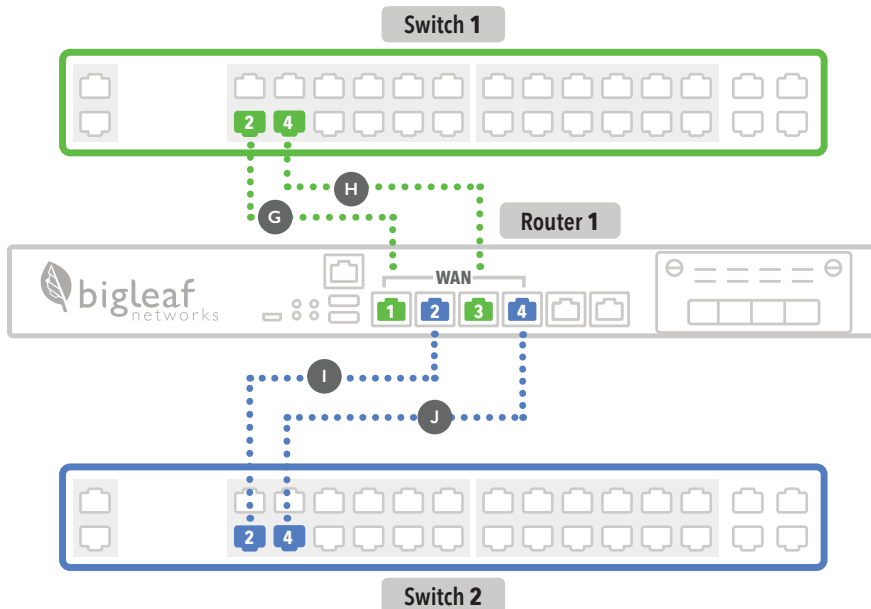 Switch 1
2 4
H
G
Router 1
WAN
bigleaf
networks
1 2 3 4
I
J
2 4
Switch 2